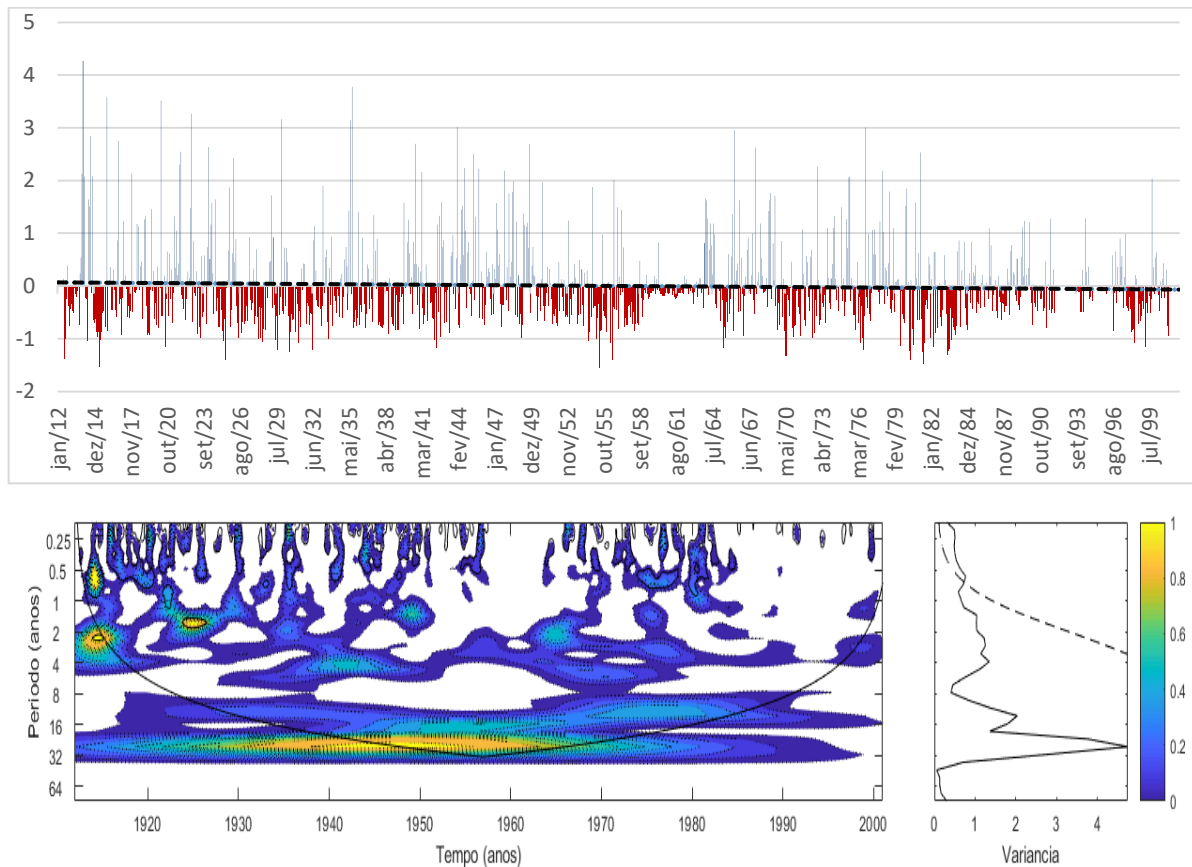 5
4
3
2
1
0
-1
-2
jan/12
dez/14
nov/17
out/20
set/23
ago/26
jul/29
jun/32
mai/35
abr/38
mar/41
fev/44
jan/47
dez/49
nov/52
out/55
set/58
ago/61
jul/64
jun/67
mai/70
abr/73
mar/76
fev/79
jan/82
dez/84
nov/87
out/90
set/93
ago/96
jul/99
Periodo (anos)
0.25
0.5
1
2
4
8
16
32
64
1920 1930 1940 1950 1960 1970 1980 1990 2000
Tempo (anos)
0 1 2 3 4
Variancia
1
0.8
0.6
0.4
0.2
0